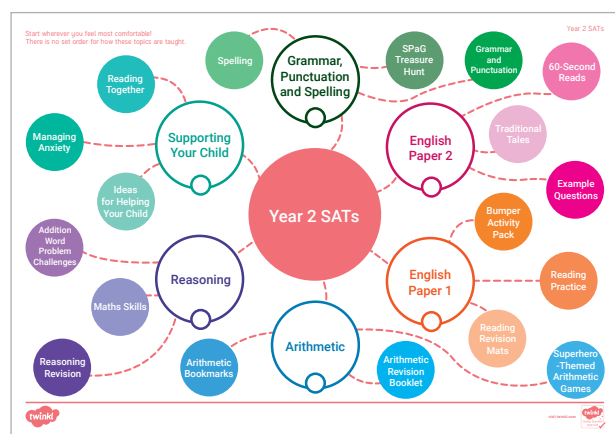 Start wherever you feel most comfortable!
There is no set order for how these topics are taught.
Year 2 SATs
Spelling
Grammar,
Punctuation
and Spelling
SPaG
Treasure
Hunt
Grammar
and
Punctuation
60-Second
Reads
Reading
Together
Managing
Anxiety
Supporting
Your Child
Ideas
for Helping
Your Child
English
Paper 2
Traditional
Tales
Example
Questions
Year 2 SATs
Addition
Word
Problem
Challenges
Reasoning
Maths Skills
Reasoning
Revision
Arithmetic
Bookmarks
Arithmetic
Arithmetic
Revision
Booklet
English
Paper 1
Bumper
Activity
Pack
Reading
Practice
Reading
Revision
Mats
Superhero
-Themed
Arithmetic
Games
twinkl
visit twinkl.com
twinkl